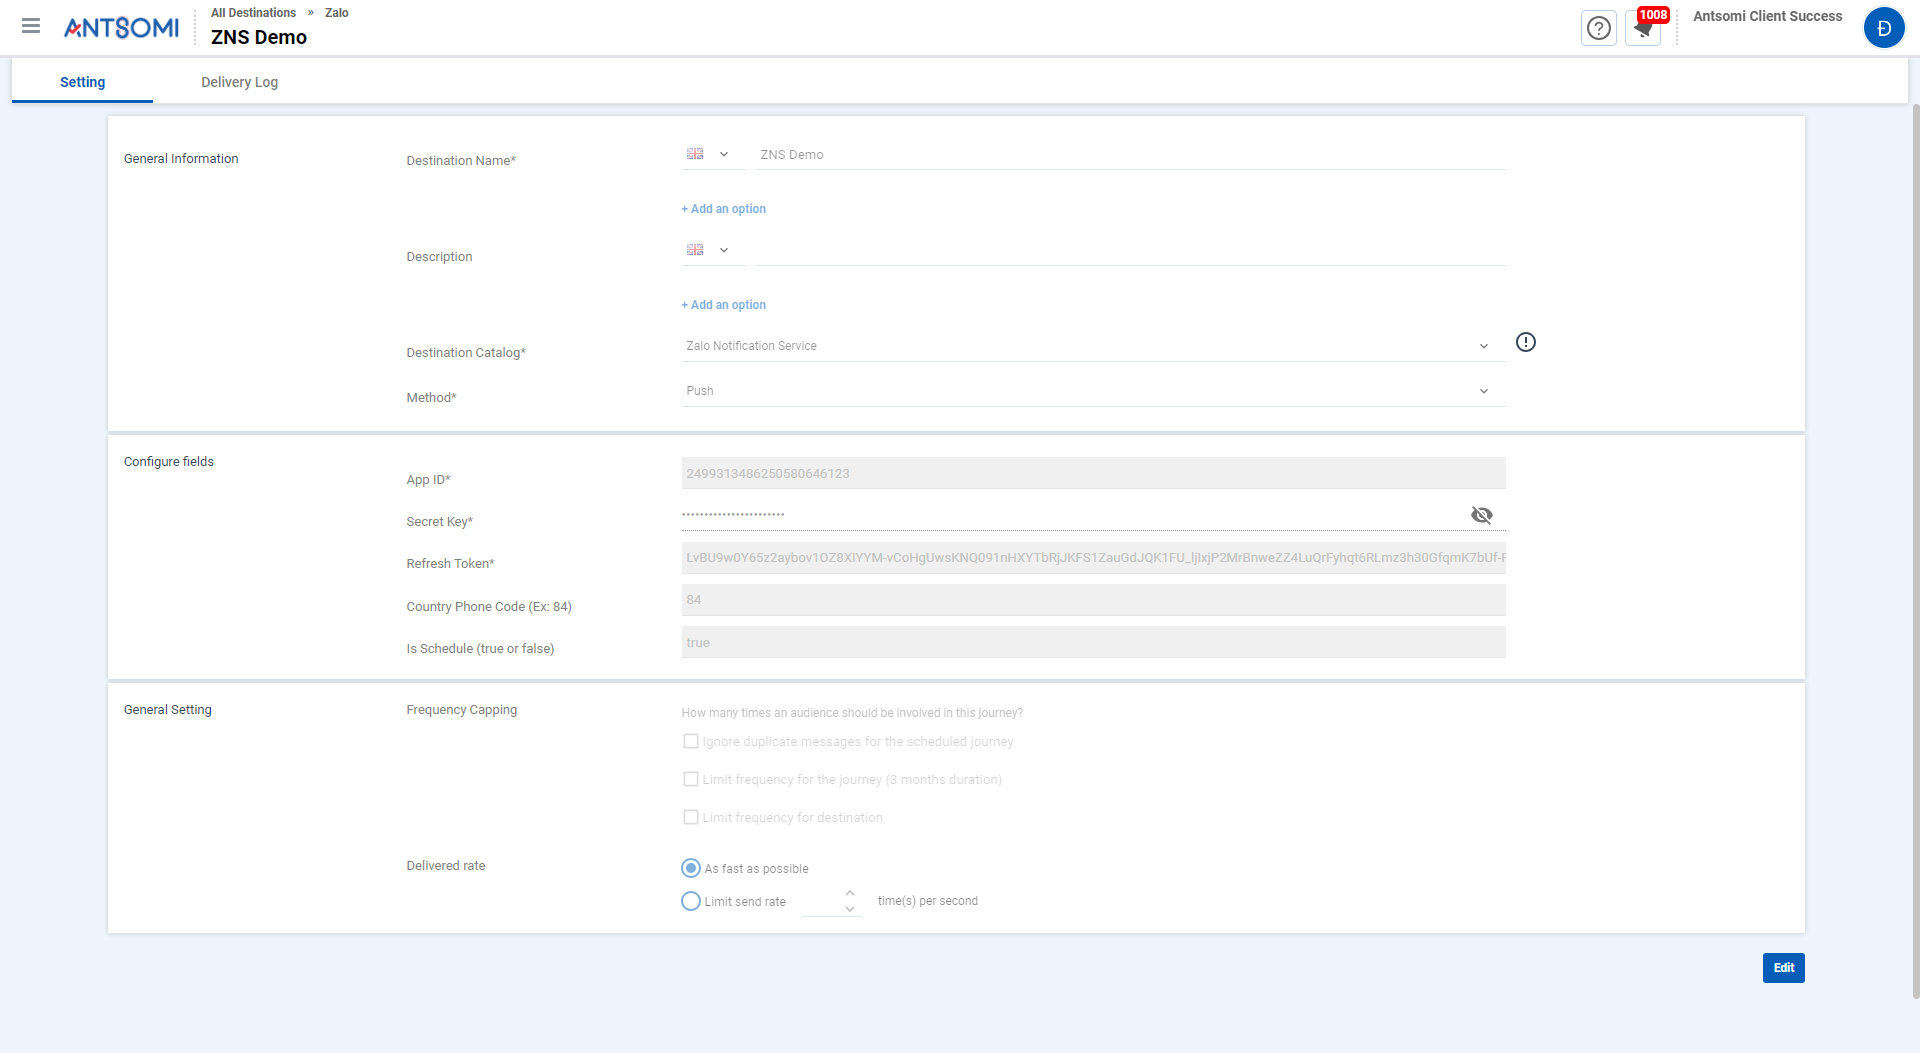 ANTSOMI
All Destinations » Zalo
ZNS Demo
1008
Antsomi Client Success
Đ
Setting
Delivery Log
General Information
Destination Name*
ZNS Demo
+ Add an option
Description
+ Add an option
Destination Catalog*
Zalo Notification Service
Method*
Push
Configure fields
App ID*
2499313486250580646123
Secret Key*
Refresh Token*
LvBU9w0Y65z2aybov1OZ8XIYYM-vCoHgUwsKNQ091nHXYTbRjJKFS1ZauGdJQK1FU_ljIxjP2MrBnweZZ4LuQrFyhqt6RLmz3h30GfqmK7bUf-F
Country Phone Code (Ex: 84)
84
Is Schedule (true or false)
true
General Setting
Frequency Capping
How many times an audience should be involved in this journey?
Ignore duplicate messages for the scheduled journey
Limit frequency for the journey (3 months duration)
Limit frequency for destination
Delivered rate
As fast as possible
Limit send rate
time(s) per second
Edit